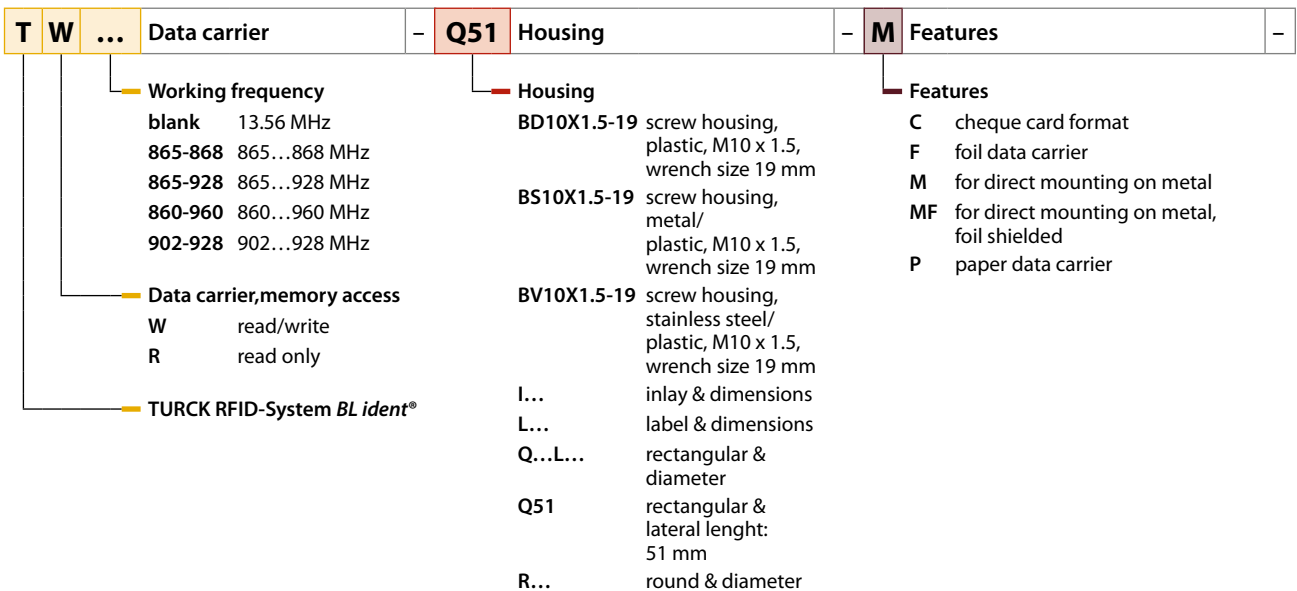 T W … Data carrier – Q51 Housing – M Features –
Working frequency
blank 13.56 MHz
865-868 865…868 MHz
865-928 865…928 MHz
860-960 860…960 MHz
902-928 902…928 MHz
Data carrier,memory access
W read/write
R read only
TURCK RFID-System BL ident®
Housing
BD10X1.5-19 screw housing,
plastic, M10 x 1.5,
wrench size 19 mm
BS10X1.5-19 screw housing,
metal/
plastic, M10 x 1.5,
wrench size 19 mm
BV10X1.5-19 screw housing,
stainless steel/
plastic, M10 x 1.5,
wrench size 19 mm
I… inlay & dimensions
L… label & dimensions
Q…L… rectangular &
diameter
Q51 rectangular &
lateral lenght:
51 mm
R… round & diameter
Features
C cheque card format
F foil data carrier
M for direct mounting on metal
MF for direct mounting on metal,
foil shielded
P paper data carrier